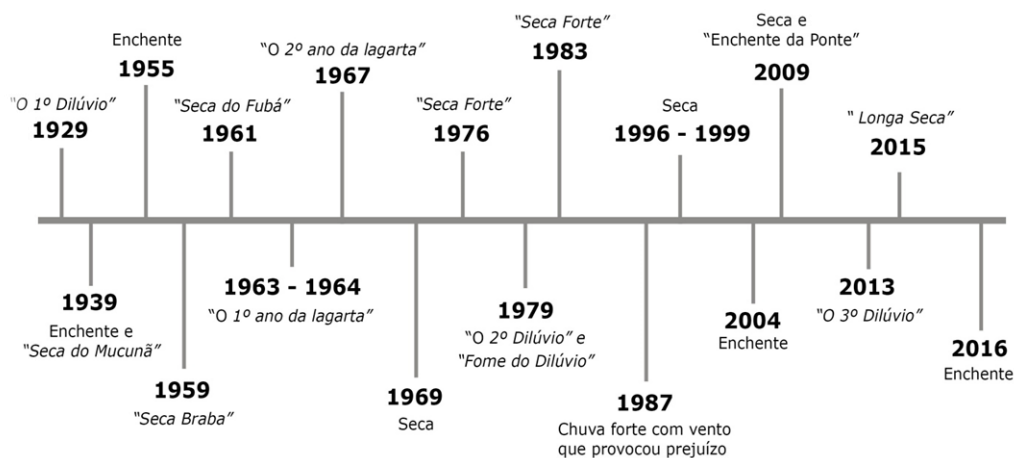 “O 1º Dilúvio”
1929
Enchente
1955
“Seca do Fubá”
1961
“O 2º ano da lagarta”
1967
“Seca Forte”
1976
“Seca Forte”
1983
Seca
1996 - 1999
Seca e
“Enchente da Ponte”
2009
“ Longa Seca”
2015
1939
Enchente e
“Seca do Mucunã”
1959
“Seca Braba”
1963 - 1964
“O 1º ano da lagarta”
1969
Seca
1979
“O 2º Dilúvio” e
“Fome do Dilúvio”
1987
Chuva forte com vento
que provocou prejuízo
2004
Enchente
2013
“O 3º Dilúvio”
2016
Enchente